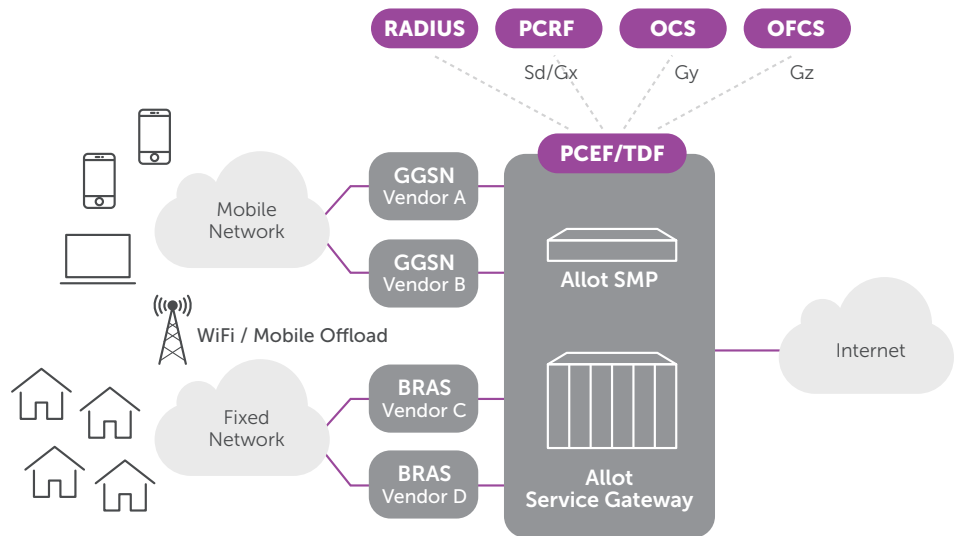 RADIUS
PCRF
OCS
OFCS
Sd/Gx
Gy
Gz
PCEF/TDF
GGSN
Vendor A
Mobile
Network
GGSN
Vendor B
Allot SMP
WiFi / Mobile Offload
Internet
BRAS
Vendor C
Fixed
Network
BRAS
Vendor D
Allot
Service Gateway